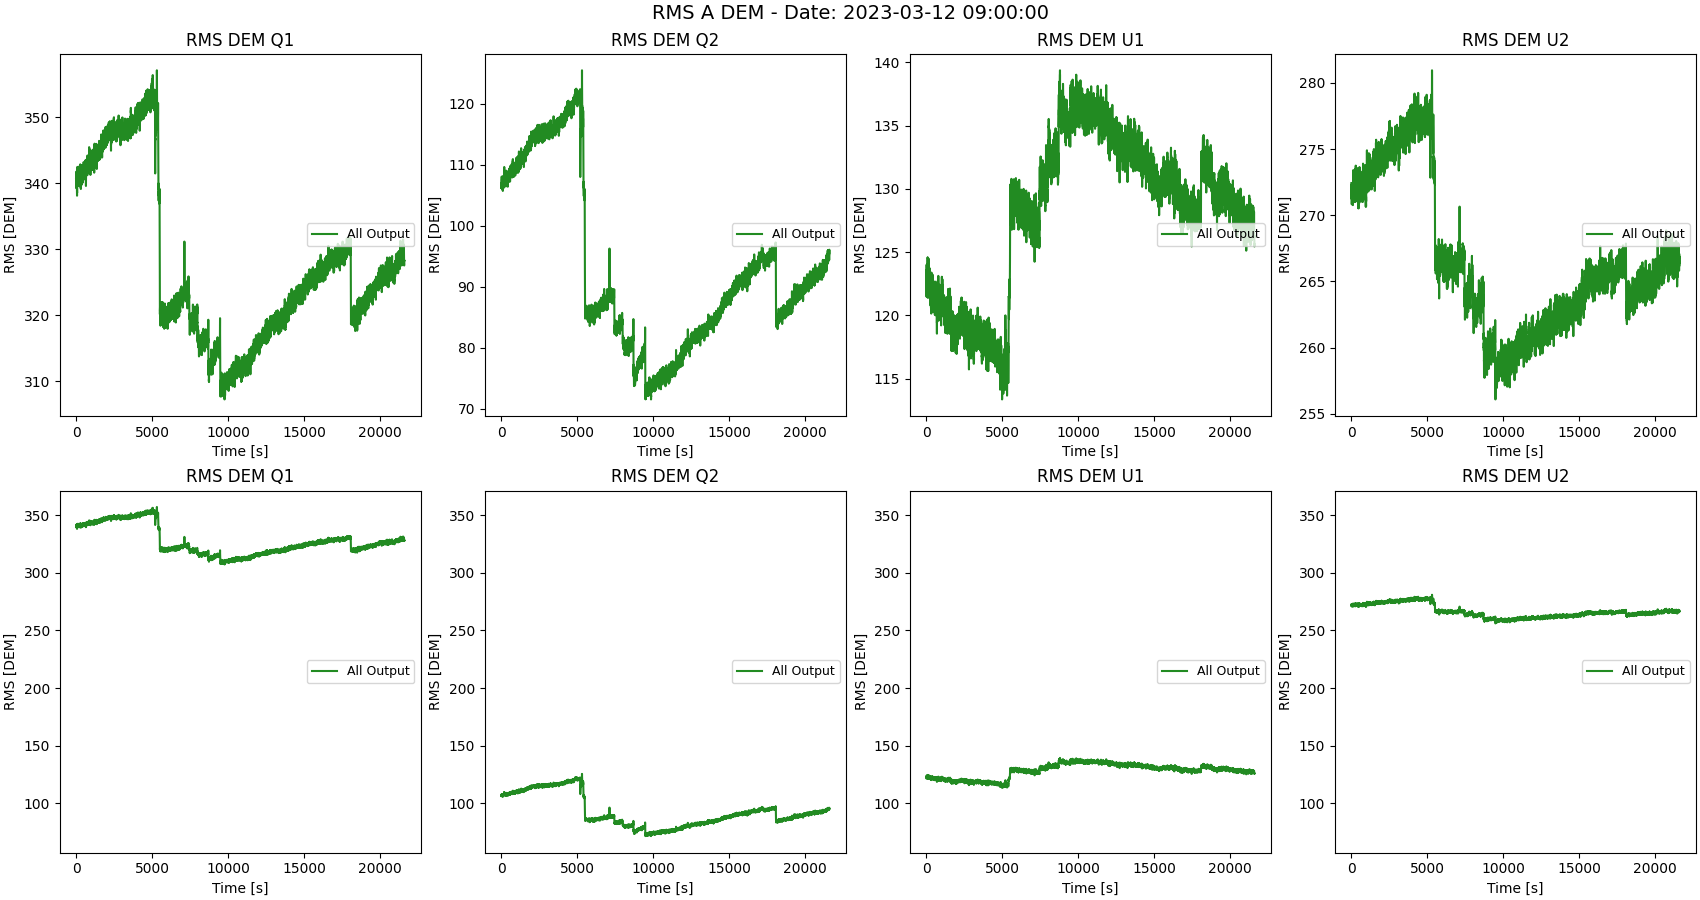 RMS A DEM - Date: 2023-03-12 09:00:00
RMS DEM Q1
RMS [DEM]
350
340
330
320
310
All Output
0 5000 10000 15000 20000
Time [s]
RMS DEM Q2
RMS [DEM]
120
110
100
90
80
70
All Output
0 5000 10000 15000 20000
Time [s]
RMS DEM U1
RMS [DEM]
140
135
130
125
120
115
All Output
0 5000 10000 15000 20000
Time [s]
RMS DEM U2
RMS [DEM]
280
275
270
265
260
255
All Output
0 5000 10000 15000 20000
Time [s]
RMS DEM Q1
RMS [DEM]
350
300
250
200
150
100
All Output
0 5000 10000 15000 20000
Time [s]
RMS DEM Q2
RMS [DEM]
350
300
250
200
150
100
All Output
0 5000 10000 15000 20000
Time [s]
RMS DEM U1
RMS [DEM]
350
300
250
200
150
100
All Output
0 5000 10000 15000 20000
Time [s]
RMS DEM U2
RMS [DEM]
350
300
250
200
150
100
All Output
0 5000 10000 15000 20000
Time [s]